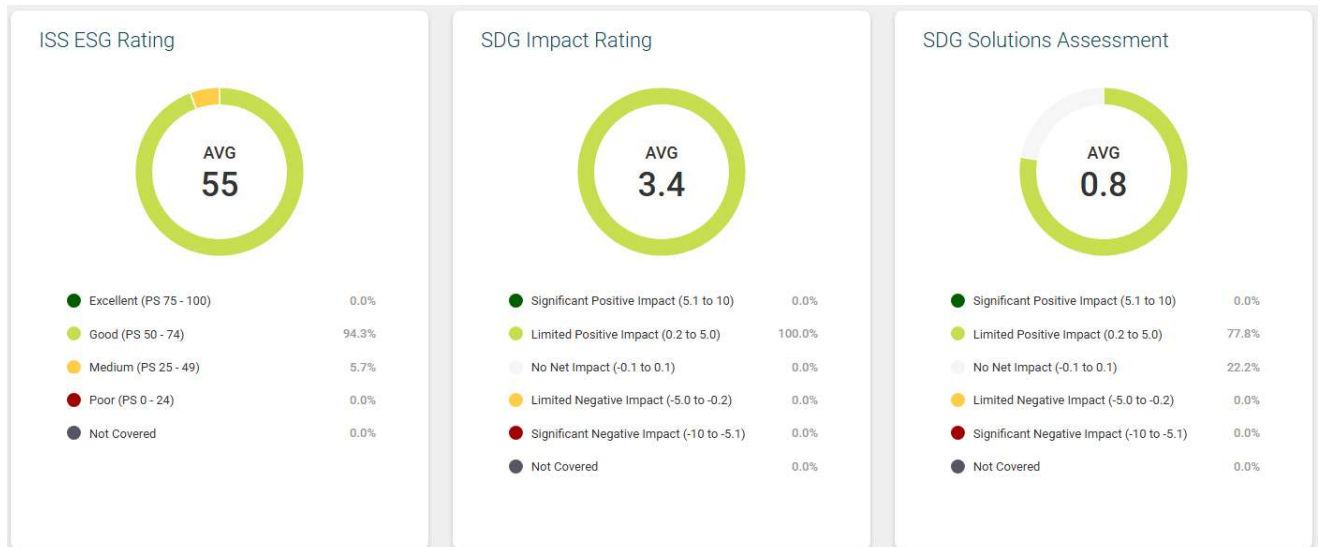 ISS ESG Rating
AVG
55
Excellent (PS 75 - 100) 0.0%
Good (PS 50 - 74) 94.3%
Medium (PS 25 - 49) 5.7%
Poor (PS 0 - 24) 0.0%
Not Covered 0.0%
SDG Impact Rating
AVG
3.4
Significant Positive Impact (5.1 to 10) 0.0%
Limited Positive Impact (0.2 to 5.0) 100.0%
No Net Impact (-0.1 to 0.1) 0.0%
Limited Negative Impact (-5.0 to -0.2) 0.0%
Significant Negative Impact (-10 to -5.1) 0.0%
Not Covered 0.0%
SDG Solutions Assessment
AVG
0.8
Significant Positive Impact (5.1 to 10) 0.0%
Limited Positive Impact (0.2 to 5.0) 77.8%
No Net Impact (-0.1 to 0.1) 22.2%
Limited Negative Impact (-5.0 to -0.2) 0.0%
Significant Negative Impact (-10 to -5.1) 0.0%
Not Covered 0.0%